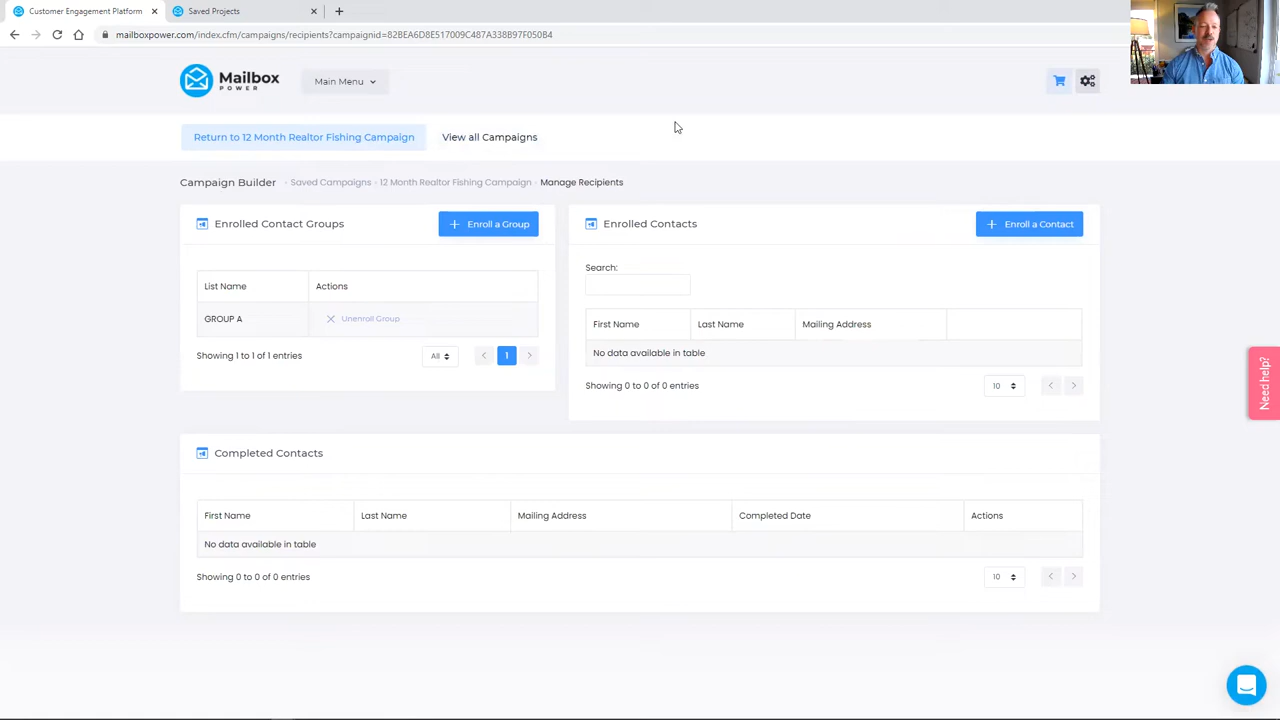 Customer Engagement Platform
Saved Projects
mailboxpower.com/index.cfm/campaigns/recipients?campaignid=82BEA6D8E517009C487A338B97F050B4
Mailbox
POWER
Main Menu
Return to 12 Month Realtor Fishing Campaign
View all Campaigns
Campaign Builder - Saved Campaigns - 12 Month Realtor Fishing Campaign - Manage Recipients
Enrolled Contact Groups
+ Enroll a Group
List Name
Actions
GROUP A
Unenroll Group
Showing 1 to 1 of 1 entries
All
1
Enrolled Contacts
+ Enroll a Contact
Search:
First Name
Last Name
Mailing Address
No data available in table
Showing 0 to 0 of 0 entries
10
Need help?
Completed Contacts
First Name
Last Name
Mailing Address
Completed Date
Actions
No data available in table
Showing 0 to 0 of 0 entries
10